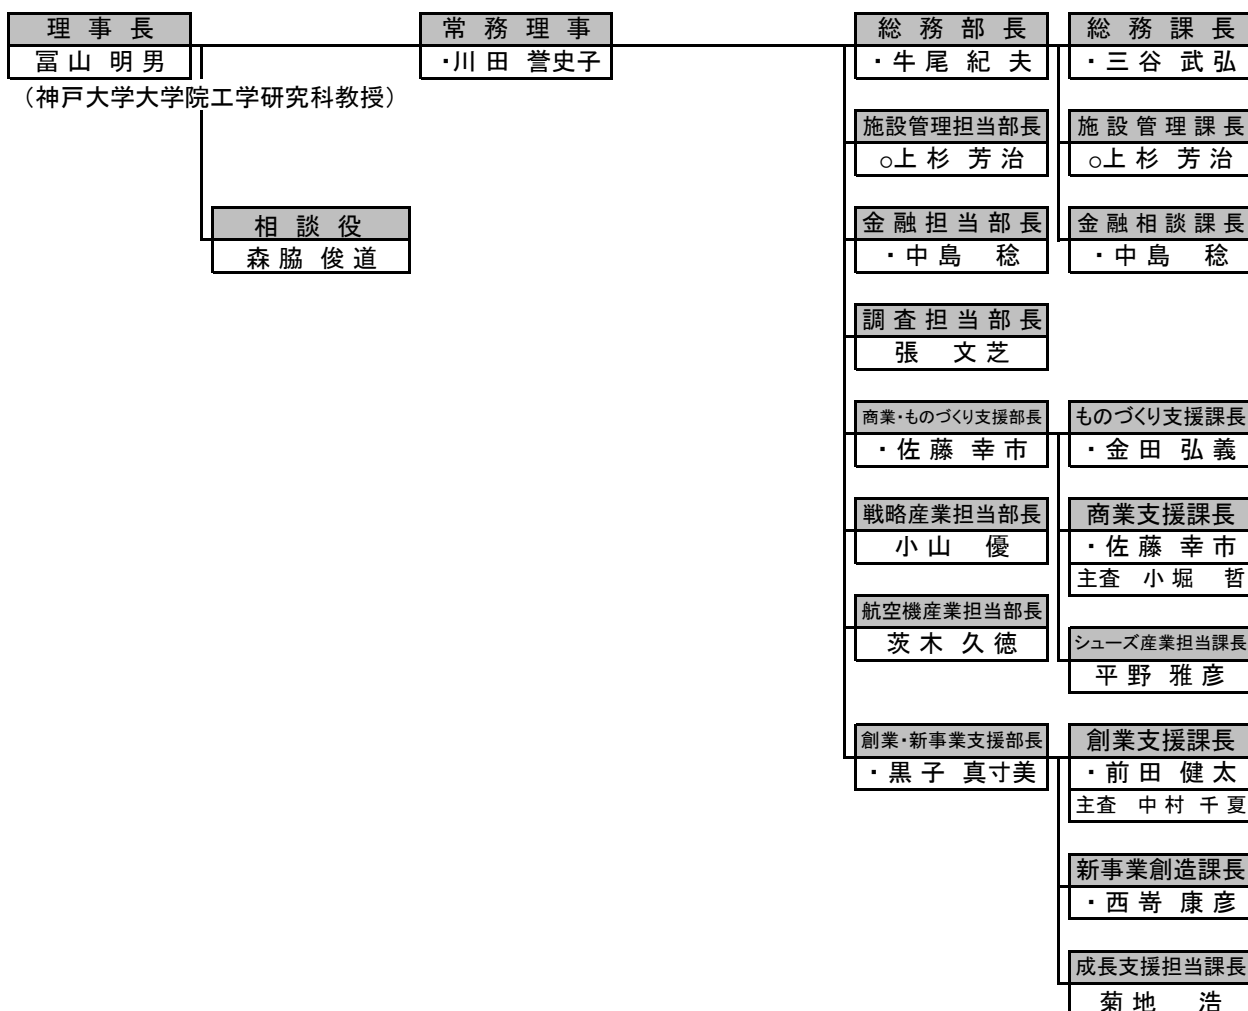 理事長
冨山 明男
（神戸大学大学院工学研究科教授）
相談役
森脇 俊道
常務理事
・川田 誉史子
総務部長
・牛尾 紀夫
施設管理担当部長
○上杉 芳治
金融担当部長
・中島 稔
調査担当部長
張 文芝
商業・ものづくり支援部長
・佐藤 幸市
戦略産業担当部長
小山 優
航空機産業担当部長
茨木 久徳
創業・新事業支援部長
・黒子 真寸美
総務課長
・三谷 武弘
施設管理課長
○上杉 芳治
金融相談課長
・中島 稔
ものづくり支援課長
・金田 弘義
商業支援課長
・佐藤 幸市
主査 小堀 哲
シューズ産業担当課長
平野 雅彦
創業支援課長
・前田 健太
主査 中村 千夏
新事業創造課長
・西嵜 康彦
成長支援担当課長
菊地 浩